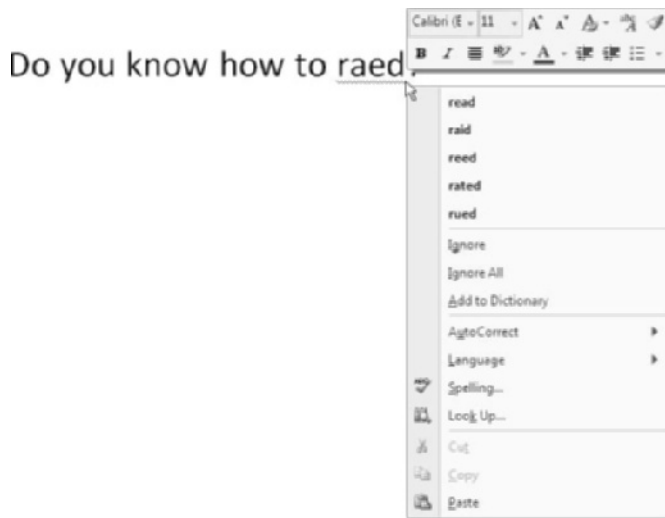 Calibri (E 11 A A A
B I A
Do you know how to raed?
read
raid
reed
rated
rued
Ignore
Ignore All
Add to Dictionary
AutoCorrect
Language
Spelling...
Look Up...
Cut
Copy
Paste